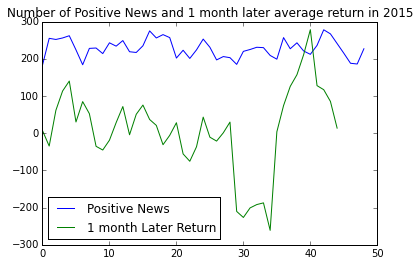 Number of Positive News and 1 month later average return in 2015
300
200
100
0
−100
−200
−300
Positive News
1 month Later Return
0 10 20 30 40 50